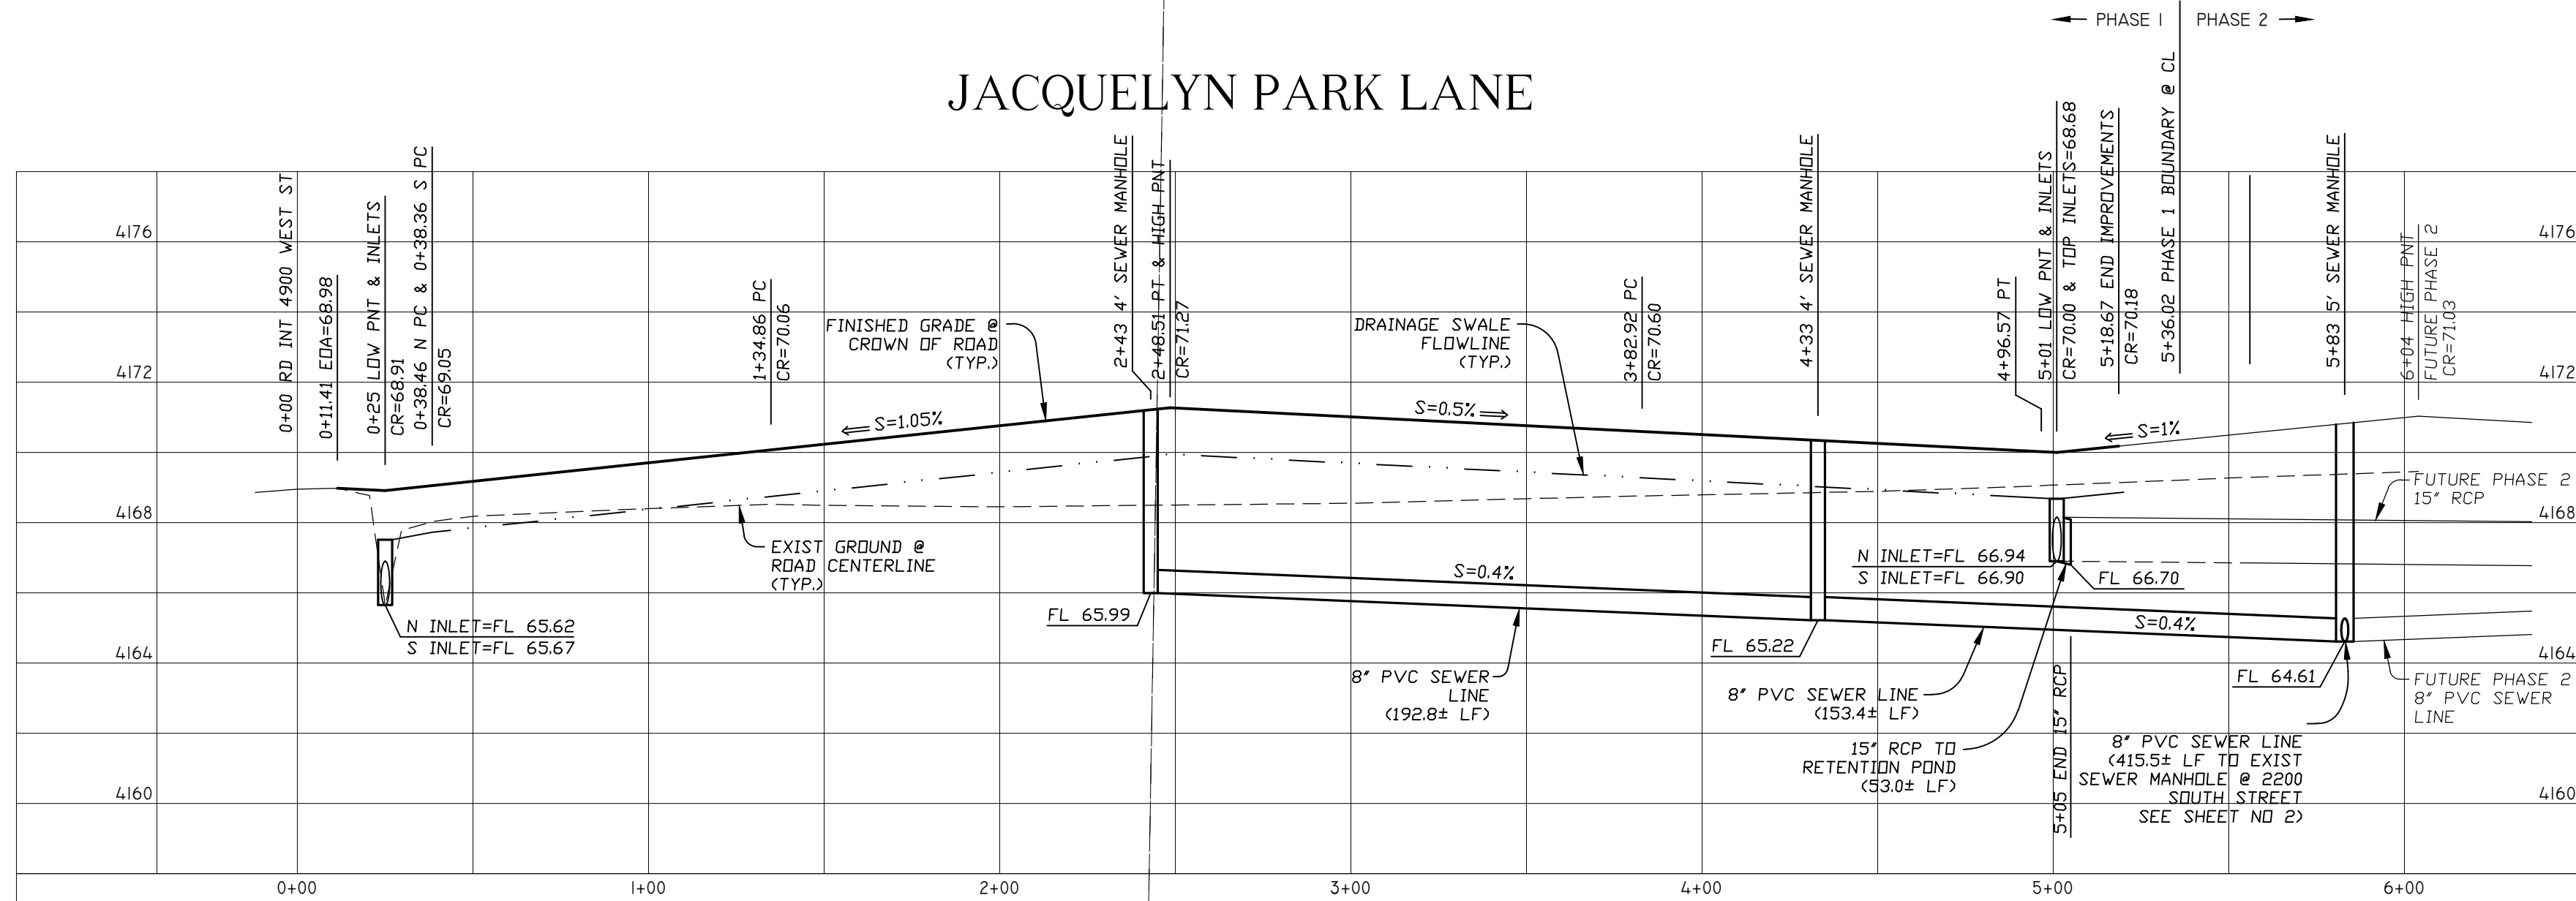 PHASE 1
PHASE 2
JACQUELYN PARK LANE
0+00 RD INT 4900 WEST ST
0+11.41 EOA=68.98
0+25 LOW PNT & INLETS
CR=68.91
0+38.46 N PC & 0+38.36 S PC
CR=69.05
1+34.86 PC
CR=70.06
2+43 4' SEWER MANHOLE
2+48.51 PT & HIGH PNT
CR=71.27
3+82.92 PC
CR=70.60
4+33 4' SEWER MANHOLE
4+96.57 PT
5+01 LOW PNT & INLETS
CR=70.00 & TOP INLETS=68.68
5+18.67 END IMPROVEMENTS
CR=70.18
5+36.02 PHASE 1 BOUNDARY @ CL
5+83 5' SEWER MANHOLE
6+04 HIGH PNT
FUTURE PHASE 2
CR=71.03
4176
4176
4172
4172
4168
4168
4164
4164
4160
4160
FINISHED GRADE @
CROWN OF ROAD
(TYP.)
DRAINAGE SWALE
FLOWLINE
(TYP.)
S=1.05%
S=0.5%
S=1%
EXIST GROUND @
ROAD CENTERLINE
(TYP.)
FUTURE PHASE 2
15" RCP
N INLET=FL 65.62
S INLET=FL 65.67
FL 65.99
S=0.4%
N INLET=FL 66.94
S INLET=FL 66.90
FL 66.70
FL 65.22
S=0.4%
FL 64.61
8" PVC SEWER
LINE
(192.8± LF)
8" PVC SEWER LINE
(153.4± LF)
15" RCP TO
RETENTION POND
(53.0± LF)
5+05 END 15" RCP
8" PVC SEWER LINE
(415.5± LF TO EXIST
SEWER MANHOLE @ 2200
SOUTH STREET
SEE SHEET NO 2)
FUTURE PHASE 2
8" PVC SEWER
LINE
0+00
1+00
2+00
3+00
4+00
5+00
6+00